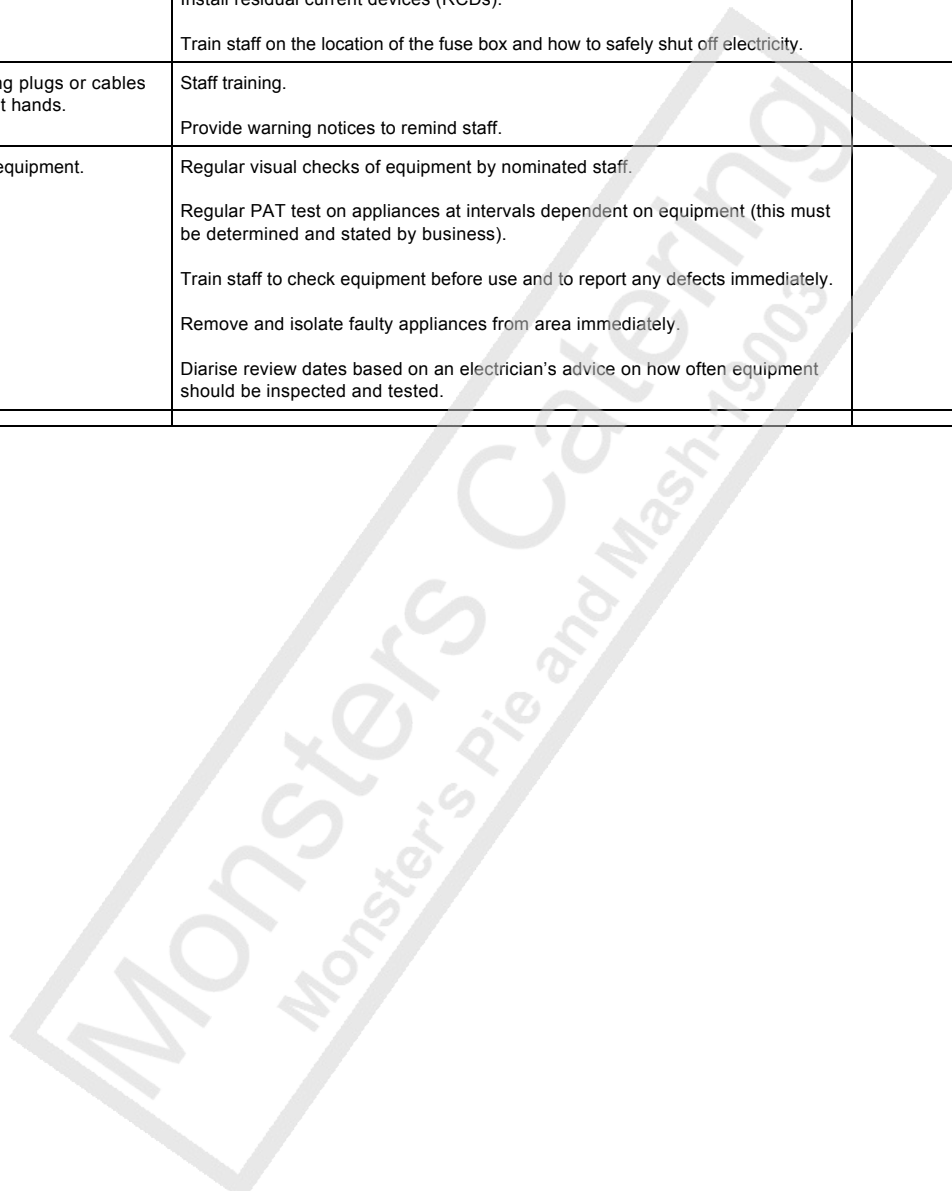 Install residual current devices (RCDs).
Train staff on the location of the fuse box and how to safely shut off electricity.
plugs or cables
hands.
Staff training.
Provide warning notices to remind staff.
equipment.
Regular visual checks of equipment by nominated staff.
Regular PAT test on appliances at intervals dependent on equipment (this must
be determined and stated by business).
Train staff to check equipment before use and to report any defects immediately.
Remove and isolate faulty appliances from area immediately.
Diarise review dates based on an electrician’s advice on how often equipment
should be inspected and tested.
Monsters Catering
Monster's Pie and Mash-19003